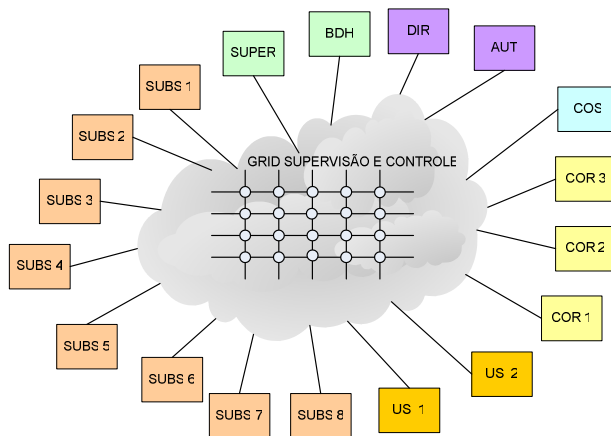 BDH
DIR
SUPER
AUT
SUBS 1
COS
SUBS 2
GRID SUPERVISÃO E CONTROLE
COR 3
SUBS 3
COR 2
SUBS 4
COR 1
SUBS 5
US 2
SUBS 6
SUBS 7
SUBS 8
US 1